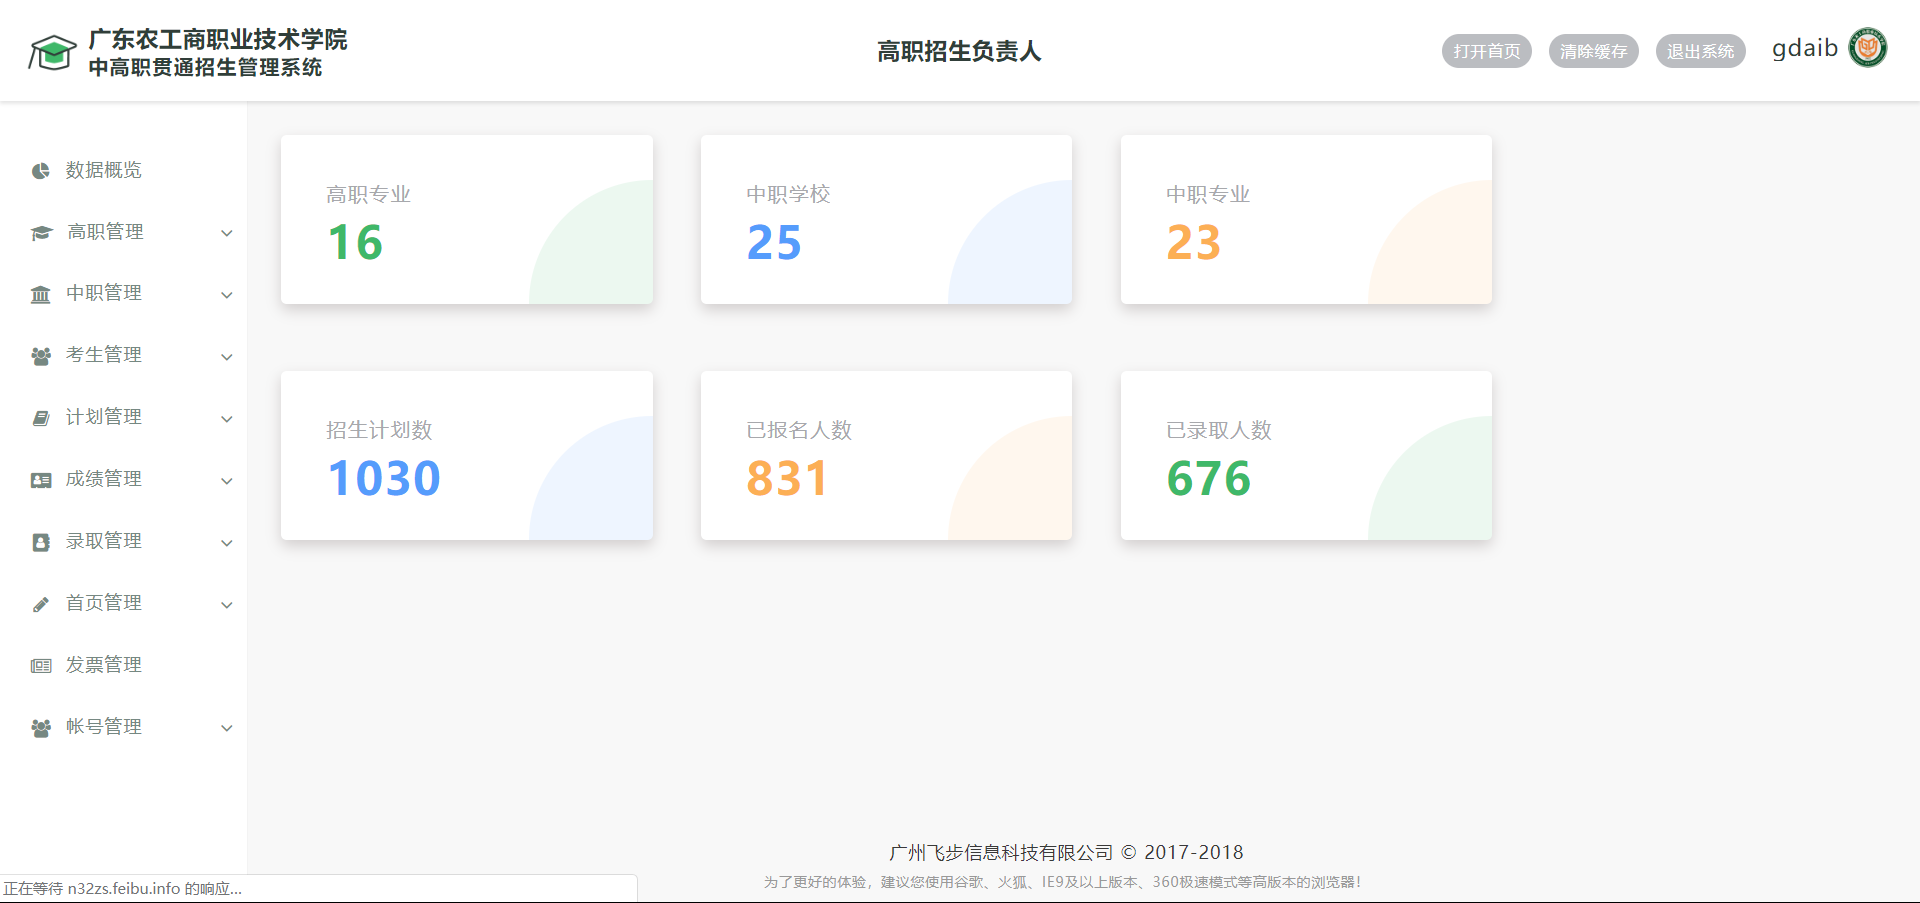 广东农工商职业技术学院
中高职贯通招生管理系统
高职招生负责人
打开首页
清除缓存
退出系统
gdaib
数据概览
高职管理
中职管理
考生管理
计划管理
成绩管理
录取管理
首页管理
发票管理
帐号管理
高职专业
16
中职学校
25
中职专业
23
招生计划数
1030
已报名人数
831
已录取人数
676
广州飞步信息科技有限公司 © 2017-2018
为了更好的体验，建议您使用谷歌、火狐、IE9及以上版本、360极速模式等高版本的浏览器！
正在等待 n32zs.feibu.info 的响应...